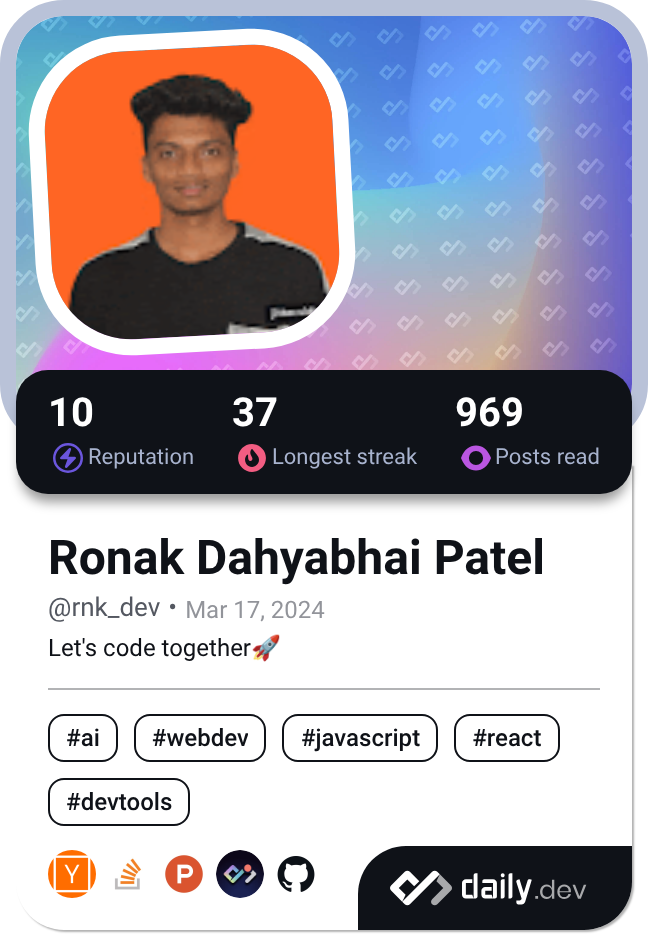 10 37 969
Reputation Longest streak Posts read
Ronak Dahyabhai Patel
@rnk_dev • Mar 17, 2024
Let's code together🚀
#ai #webdev #javascript #react
#devtools
Y P daily.dev